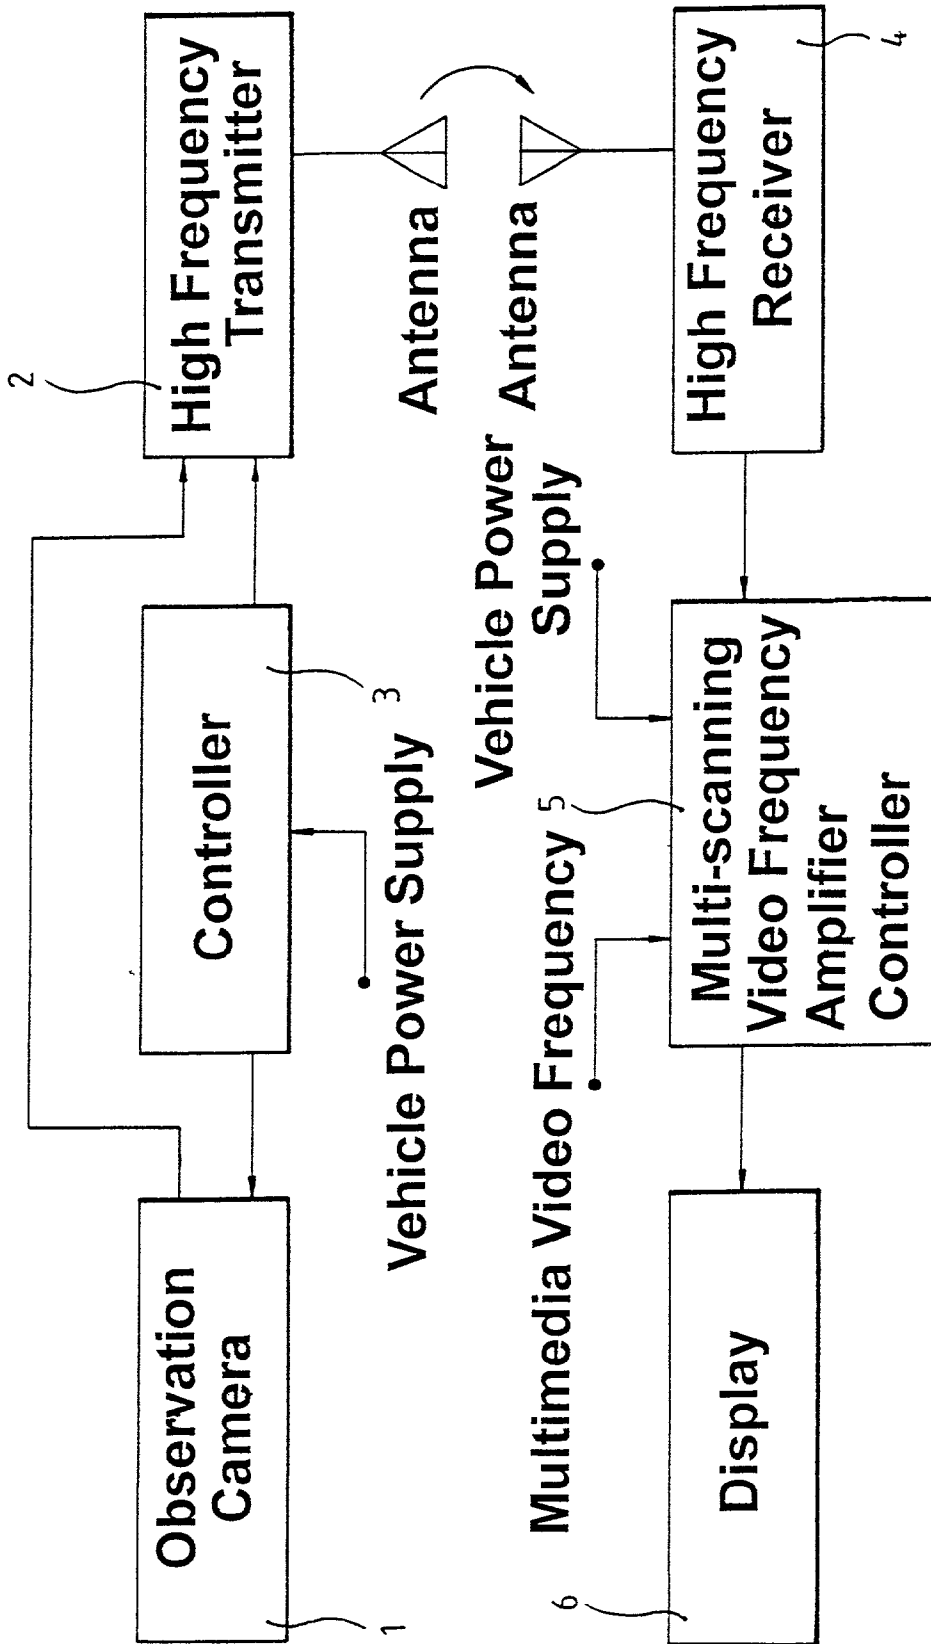 Observation
Camera
1
Controller
3
High Frequency
Transmitter
2
Vehicle Power Supply
Antenna
Antenna
Vehicle Power
Supply
Multimedia Video Frequency
Display
6
Multi-scanning
Video Frequency
Amplifier
Controller
5
High Frequency
Receiver
4